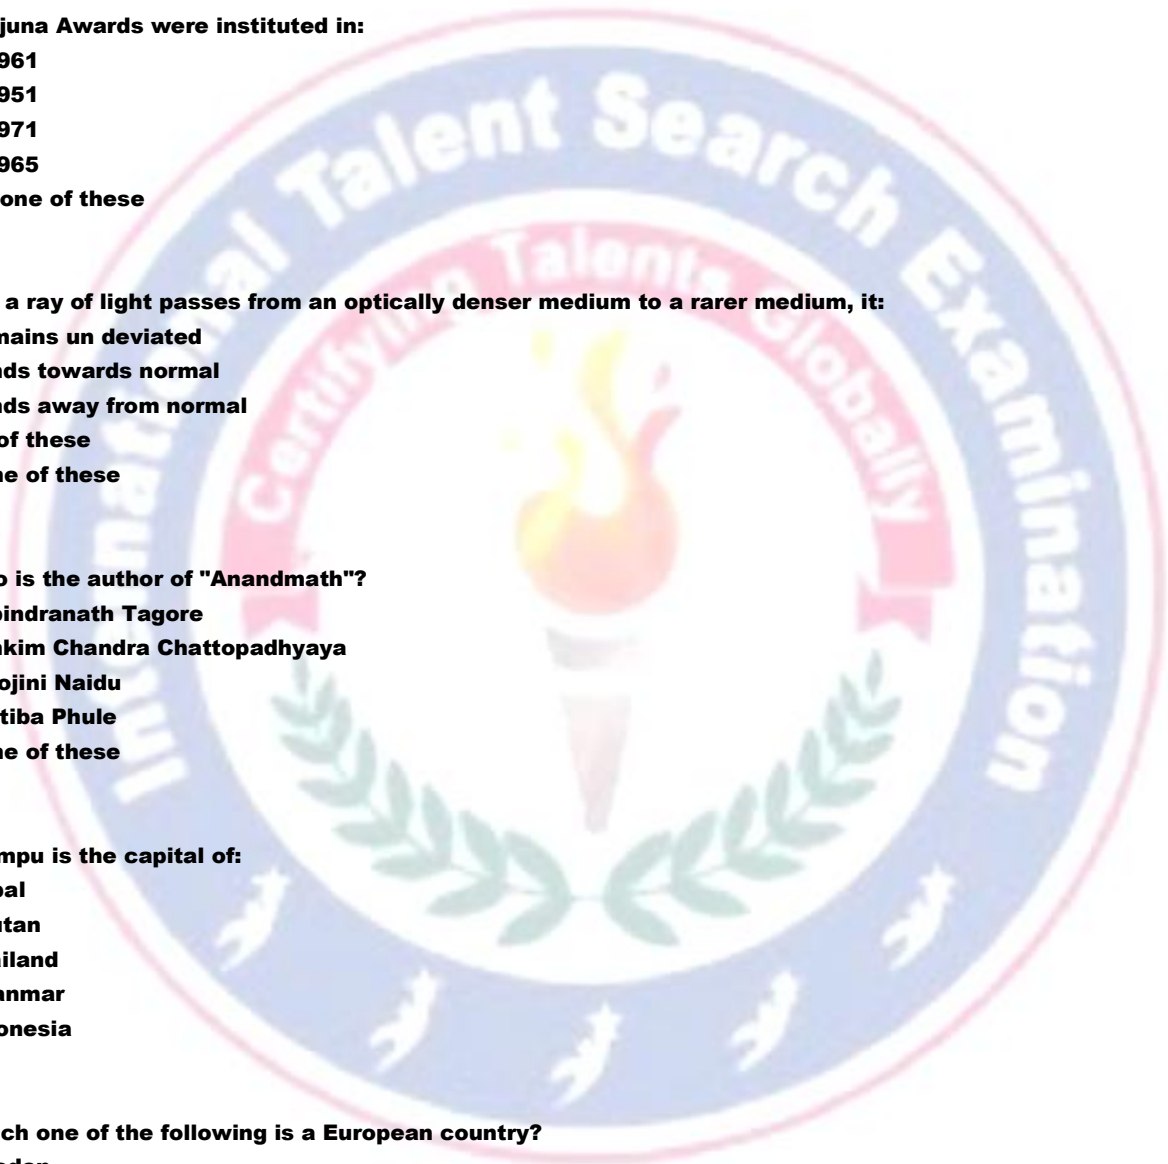 juna Awards were instituted in:
961
951
971
965
one of these
a ray of light passes from an optically denser medium to a rarer medium, it:
mains un deviated
nds towards normal
nds away from normal
of these
ne of these
o is the author of "Anandmath"?
bindranath Tagore
nkim Chandra Chattopadhyaya
ojini Naidu
tiba Phule
ne of these
mpu is the capital of:
pal
utan
ailand
anmar
onesia
ch one of the following is a European country?
International Talent Search Examination
Certifying Talents Globally